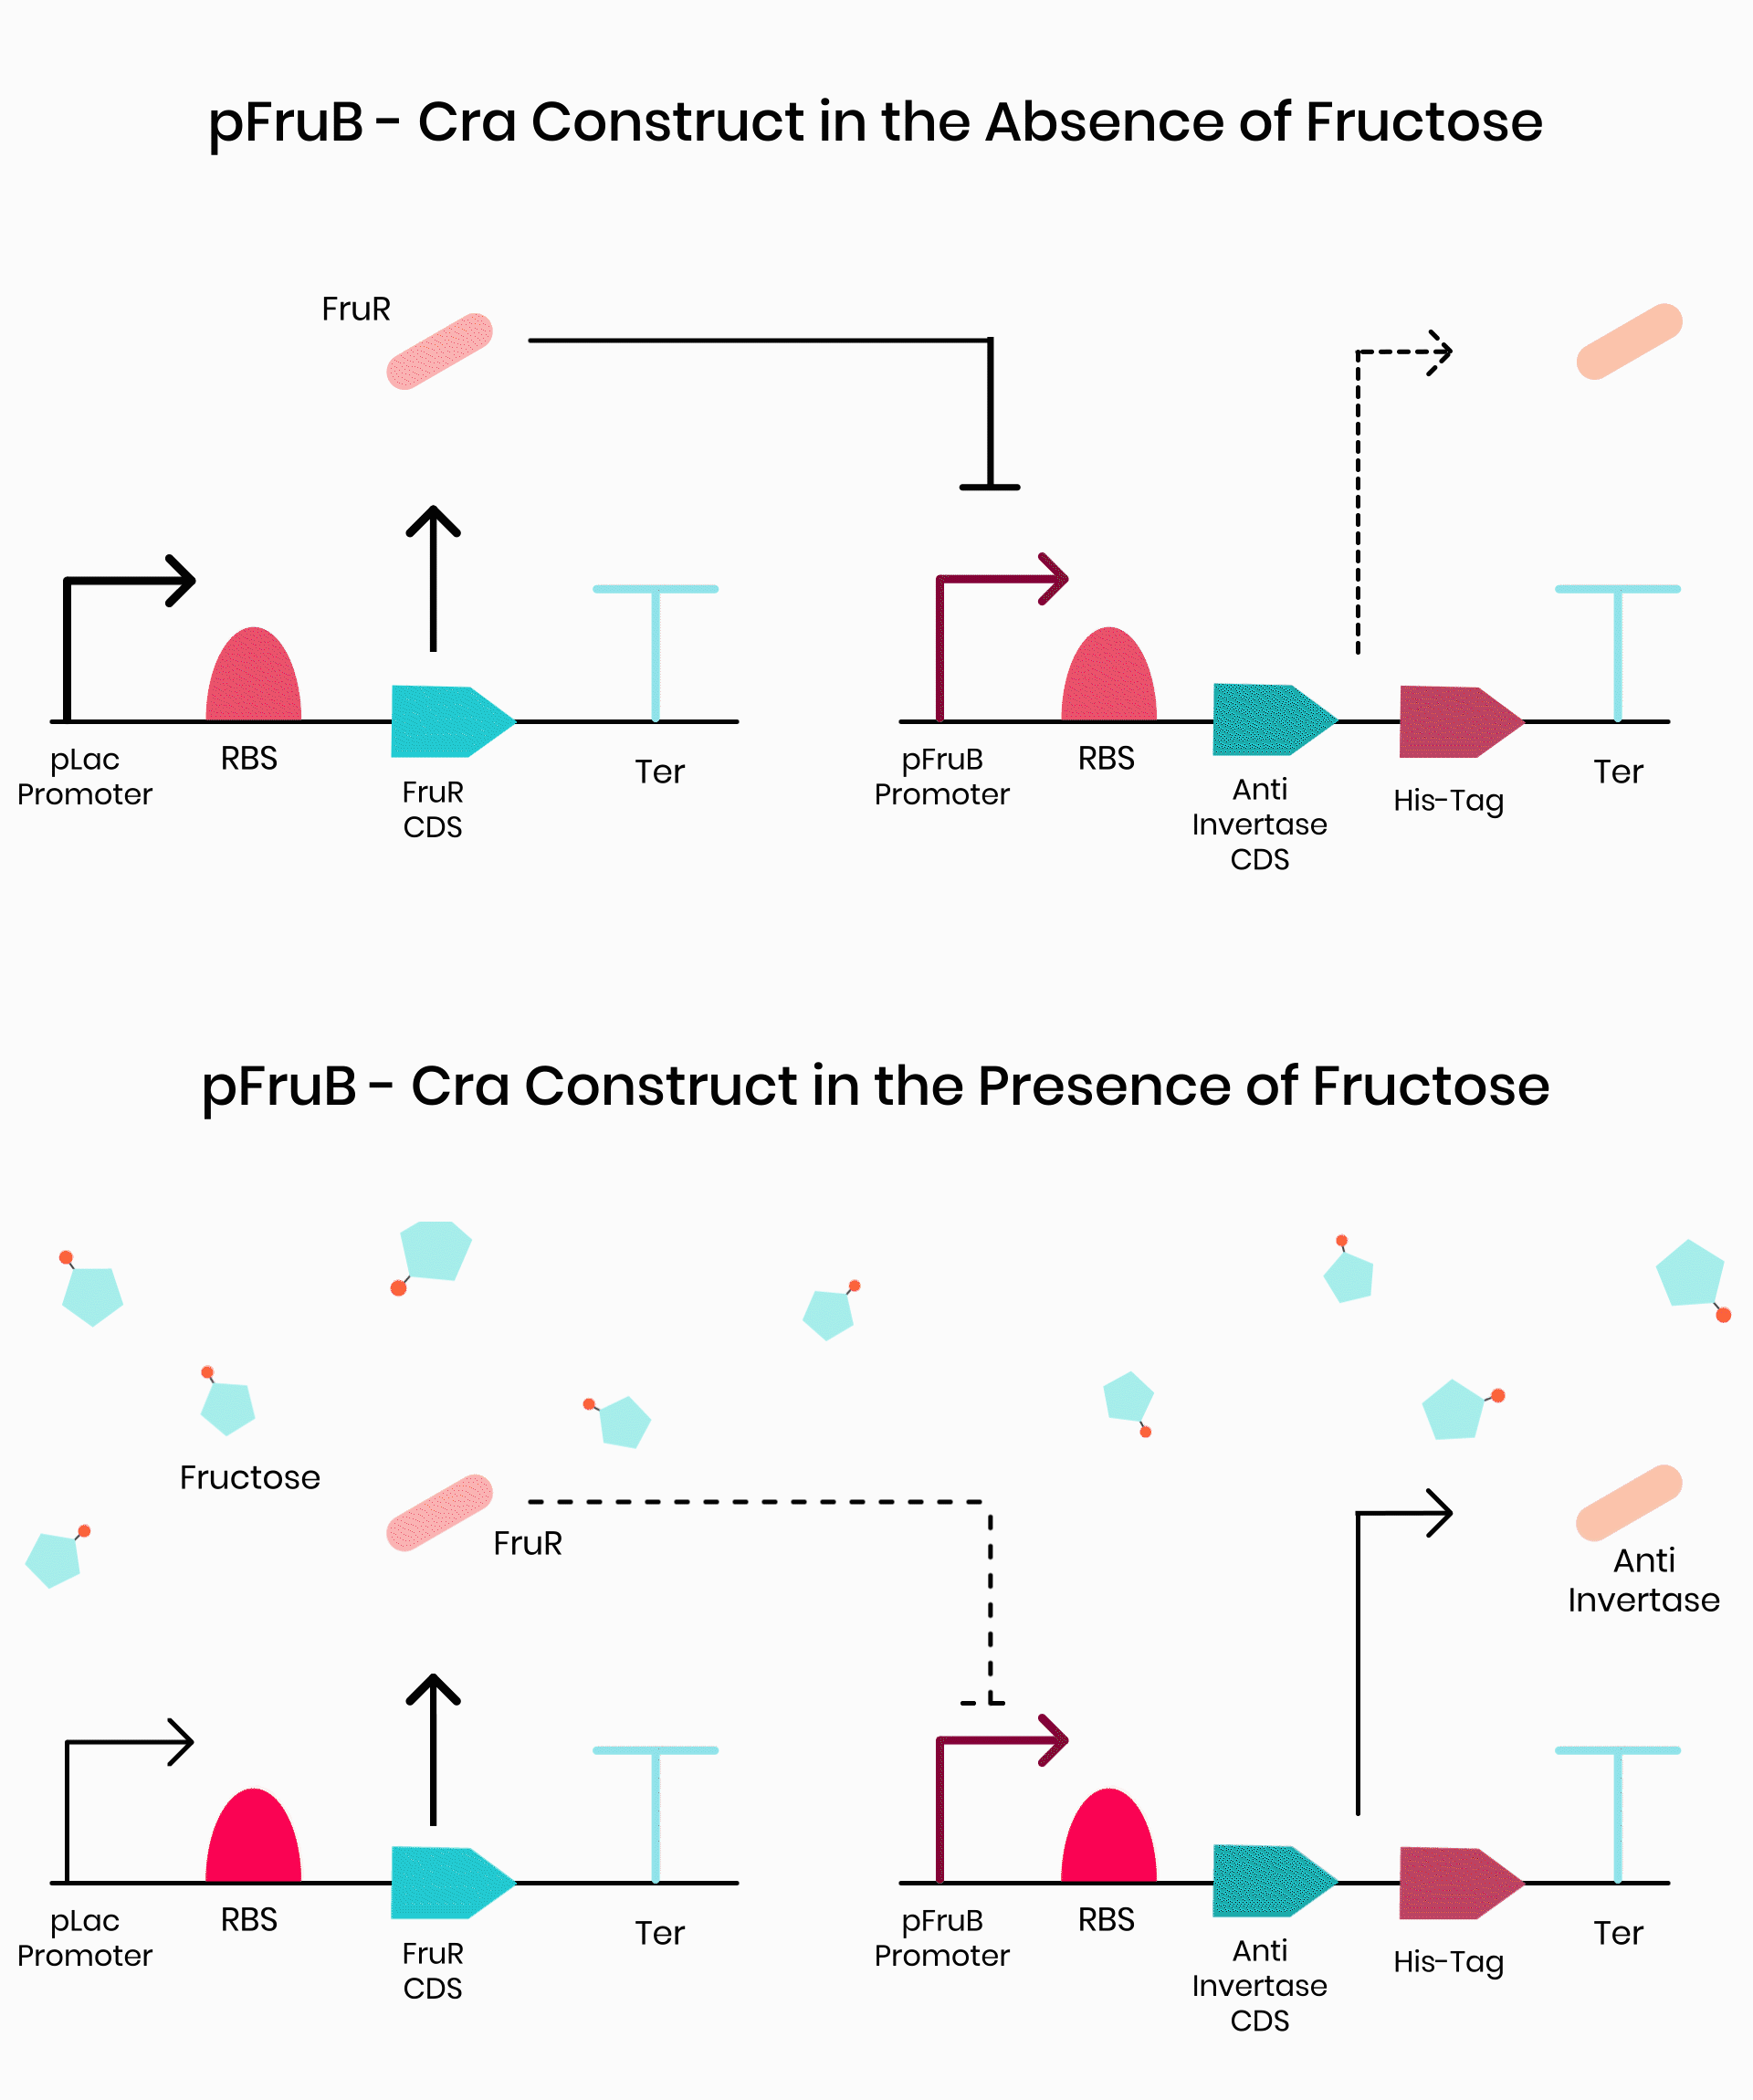 pFruB - Cra Construct in the Absence of Fructose
FruR
pLac
Promoter
RBS
FruR
CDS
Ter
pFruB
Promoter
RBS
Anti
Invertase
CDS
His-Tag
Ter
pFruB - Cra Construct in the Presence of Fructose
Fructose
FruR
Anti
Invertase
pLac
Promoter
RBS
FruR
CDS
Ter
pFruB
Promoter
RBS
Anti
Invertase
CDS
His-Tag
Ter